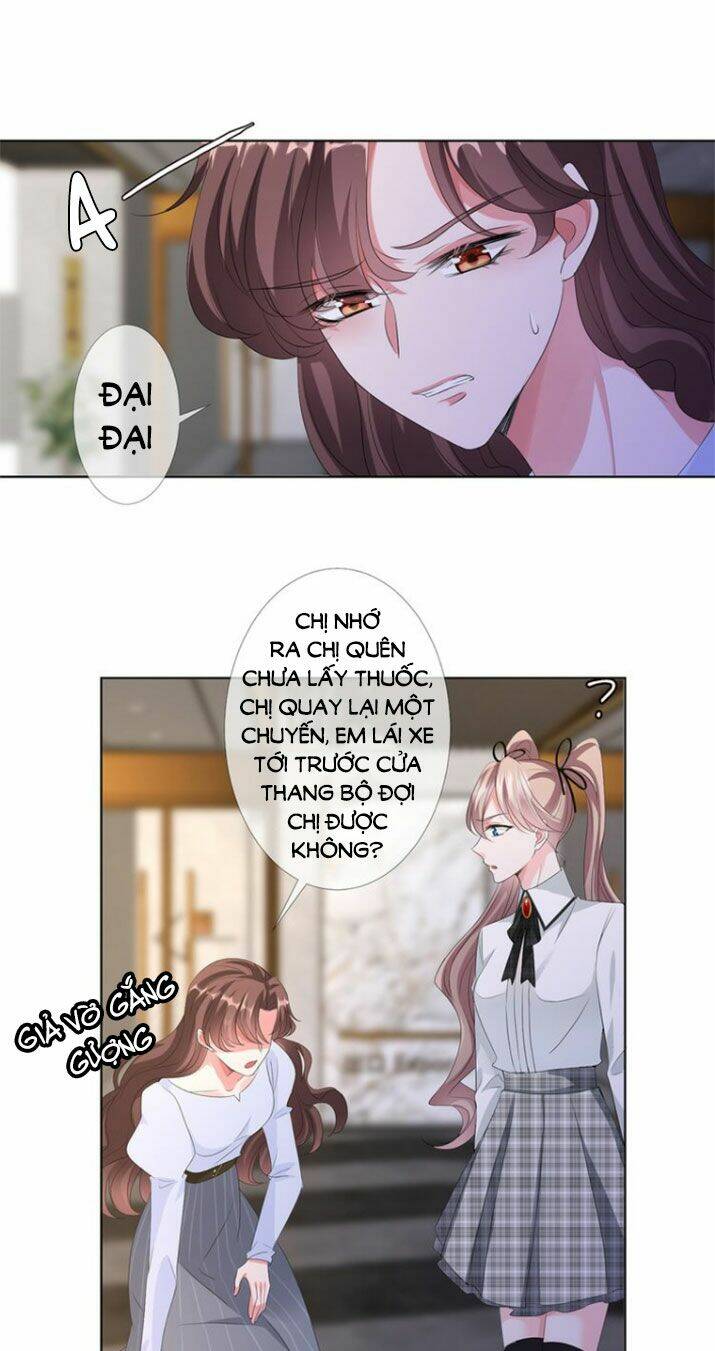 A
ĐẠI
ĐẠI
CHỊ NHỚ
RA CHỊ QUÊN
CHƯA LẤY THUỐC,
CHỊ QUAY LẠI MỘT
CHUYẾN, EM LÁI XE
TỚI TRƯỚC CỬA
THANG BỘ ĐỢI
CHỊ ĐƯỢC
KHÔNG?
?
GIẢ VỜ GẮNG
GƯỢNG